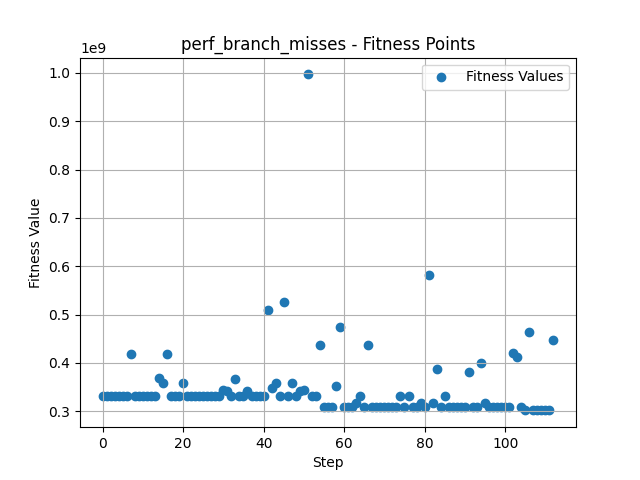 perf_branch_misses - Fitness Points
1e9
Fitness Values
1.0
0.9
0.8
0.7
0.6
0.5
0.4
0.3
Fitness Value
0 20 40 60 80 100
Step